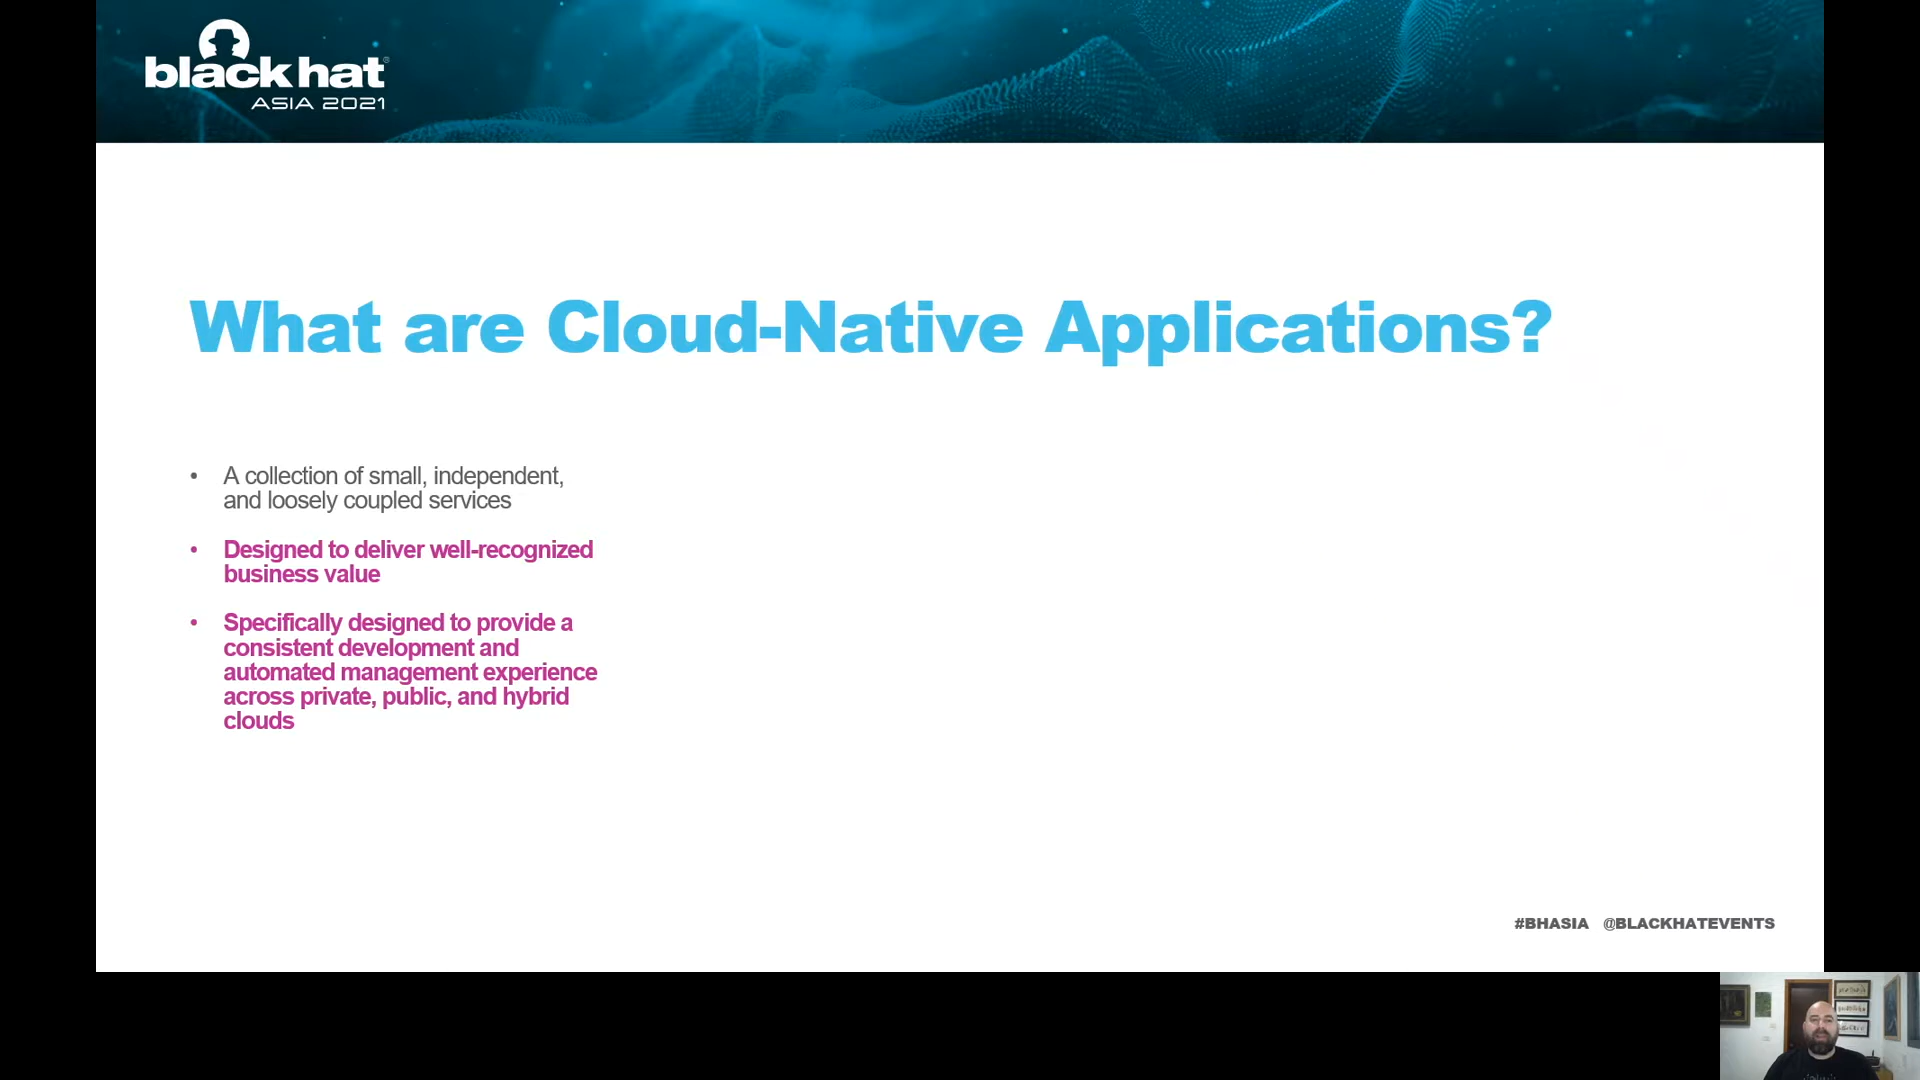 black hat
ASIA 2021
What are Cloud-Native Applications?
• A collection of small, independent,
and loosely coupled services
• Designed to deliver well-recognized
business value
• Specifically designed to provide a
consistent development and
automated management experience
across private, public, and hybrid
clouds
#BHASIA @BLACKHATEVENTS